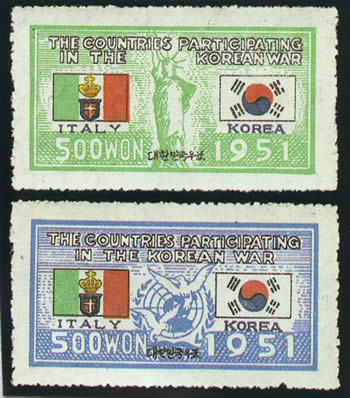 THE COUNTRIES PARTICIPATING
IN THE KOREAN WAR
ITALY KOREA
500WON 대한민국우표 1951
THE COUNTRIES PARTICIPATING
IN THE KOREAN WAR
ITALY KOREA
500WON 대한민국우표 1951